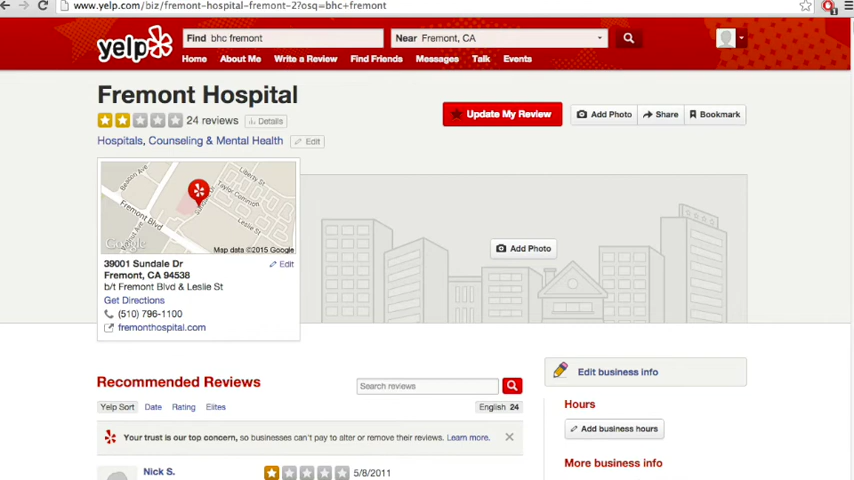 www.yelp.com/biz/fremont-hospital-fremont-2?osq=bhc+fremont
yelp
Find bhc fremont
Near Fremont, CA
Home About Me Write a Review Find Friends Messages Talk Events
Fremont Hospital
24 reviews Details
Update My Review Add Photo Share Bookmark
Hospitals, Counseling & Mental Health Edit
Liberty St
Taylor Common
Leslie St
Fremont Blvd
Google
Map data ©2015 Google
39001 Sundale Dr Edit
Fremont, CA 94538
b/t Fremont Blvd & Leslie St
Get Directions
(510) 796-1100
fremonthospital.com
Add Photo
Recommended Reviews
Search reviews
Yelp Sort Date Rating Elites English 24
Your trust is our top concern, so businesses can't pay to alter or remove their reviews. Learn more.
Nick S. 5/8/2011
Edit business info
Hours
Add business hours
More business info